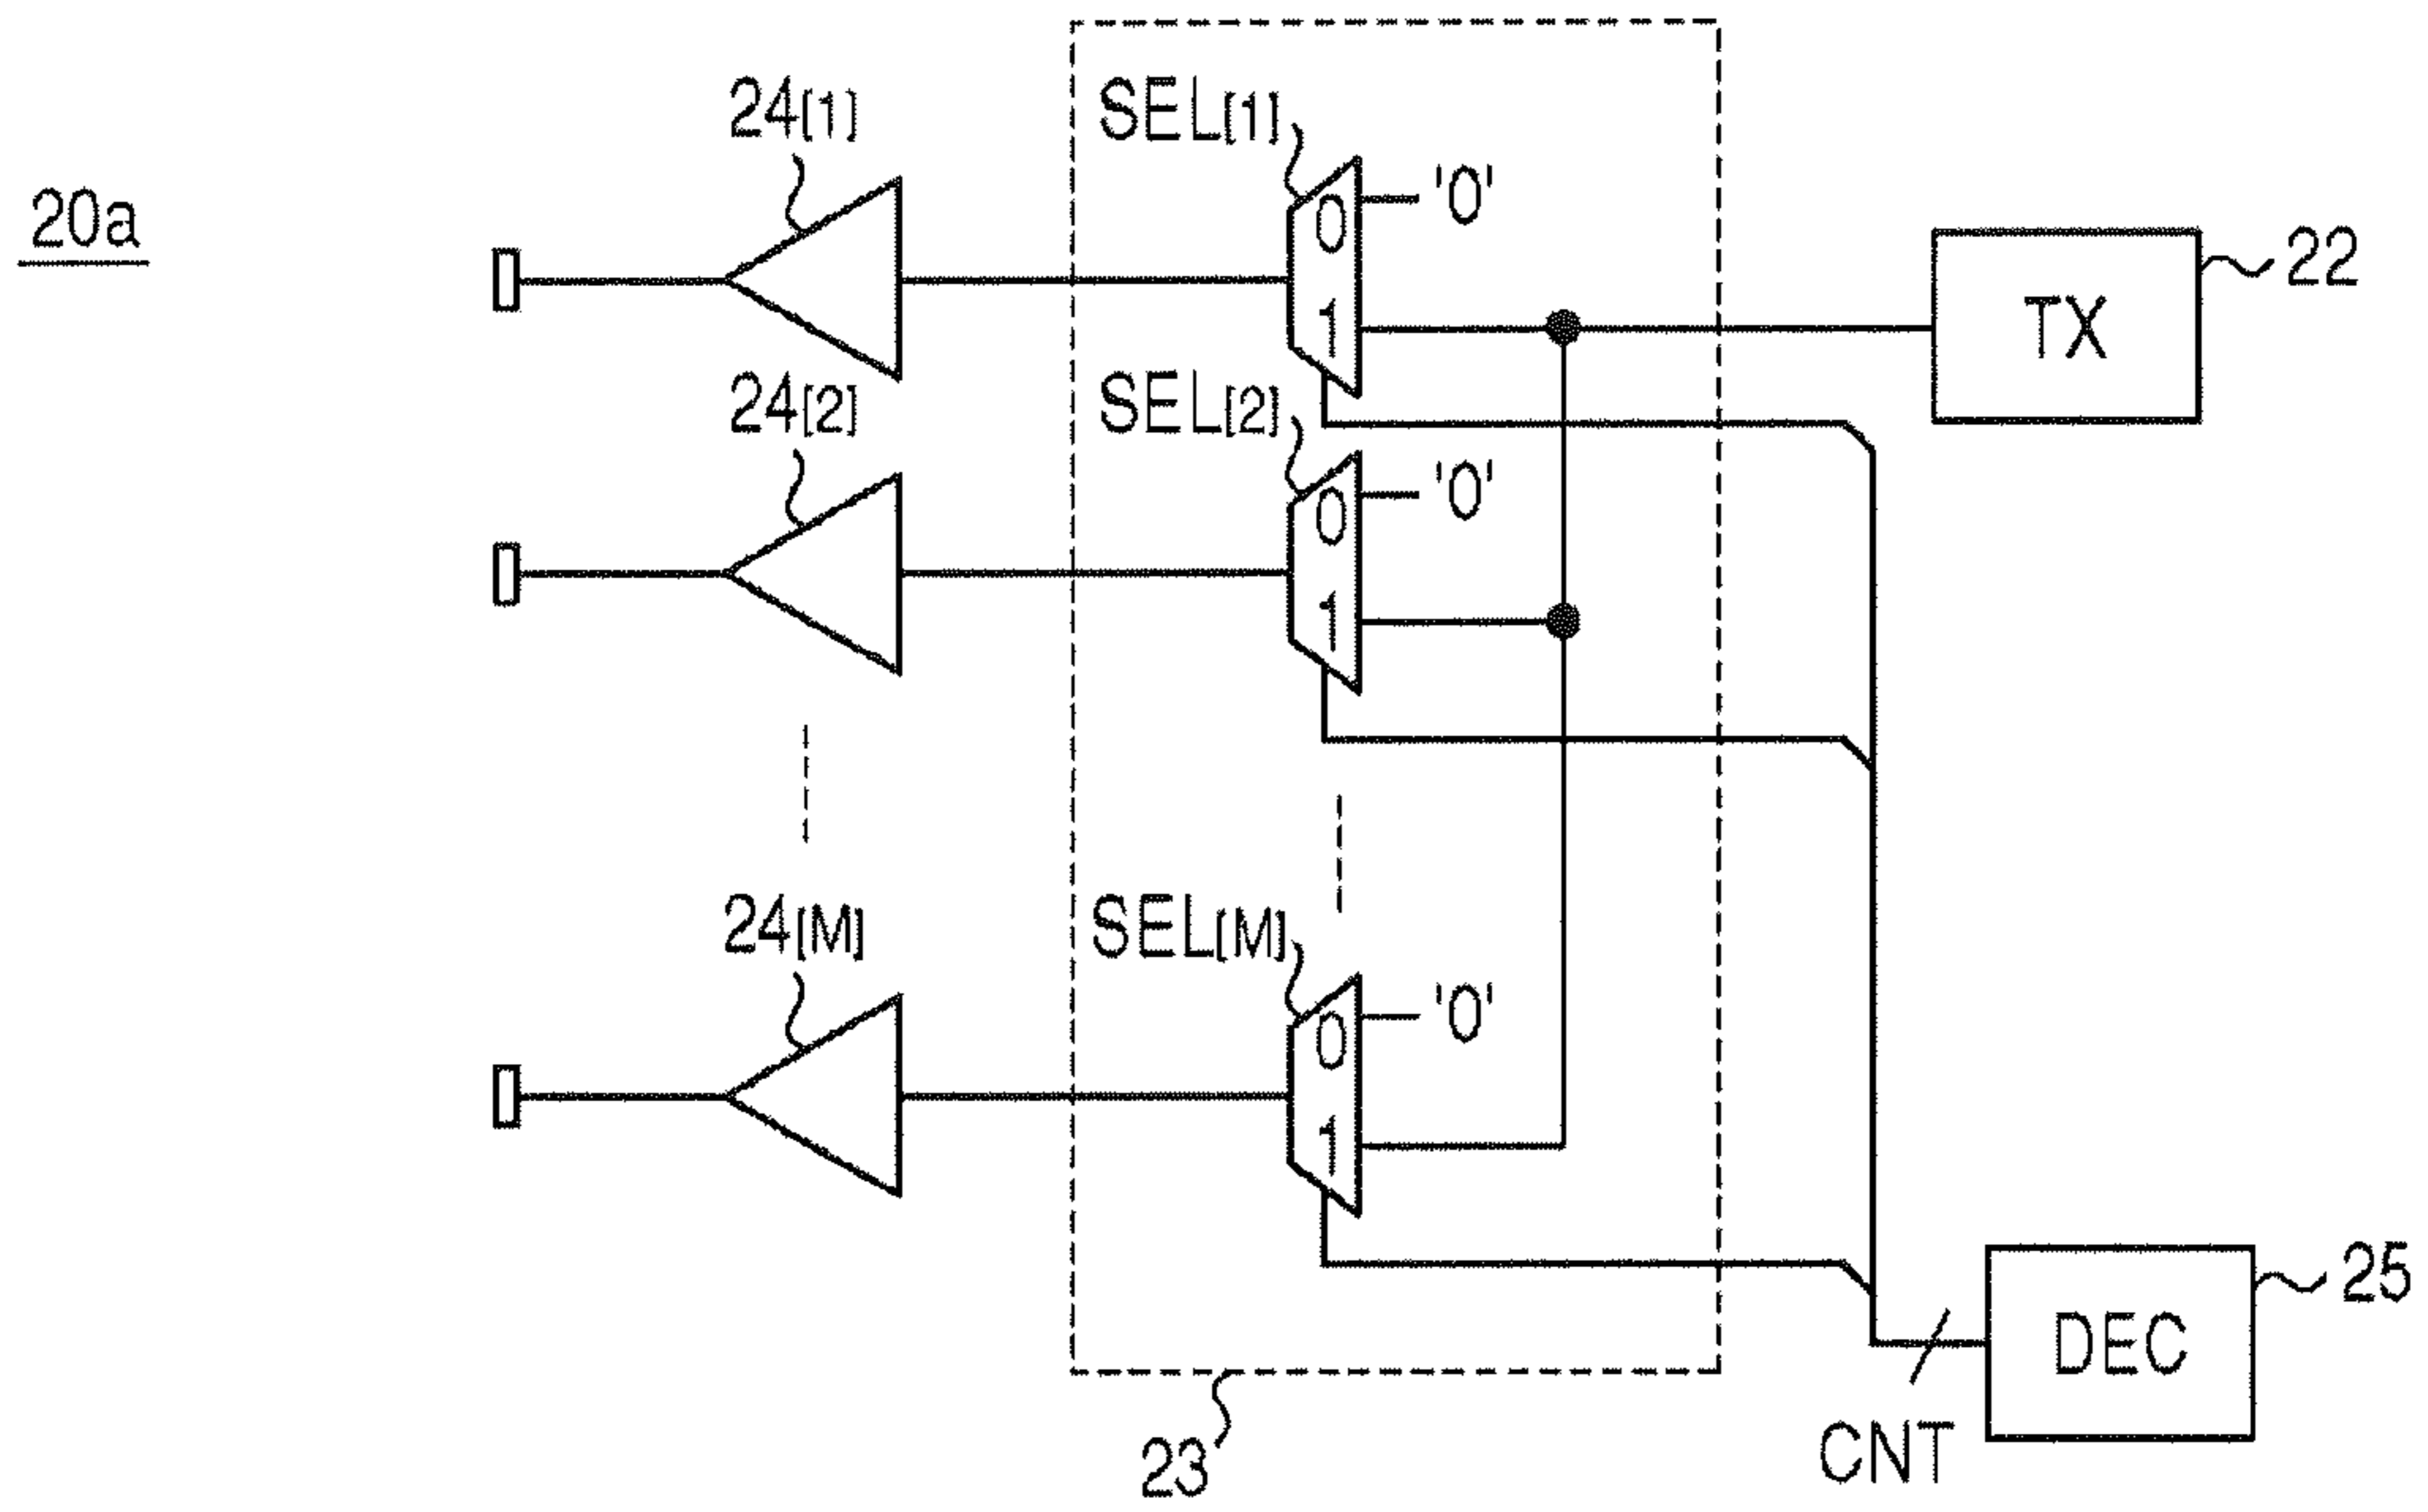 20a
24[1]
SEL[1]
'0'
0
1
TX
22
24[2]
SEL[2]
'0'
0
1
24[M]
SEL[M]
'0'
0
1
DEC
25
CNT
23